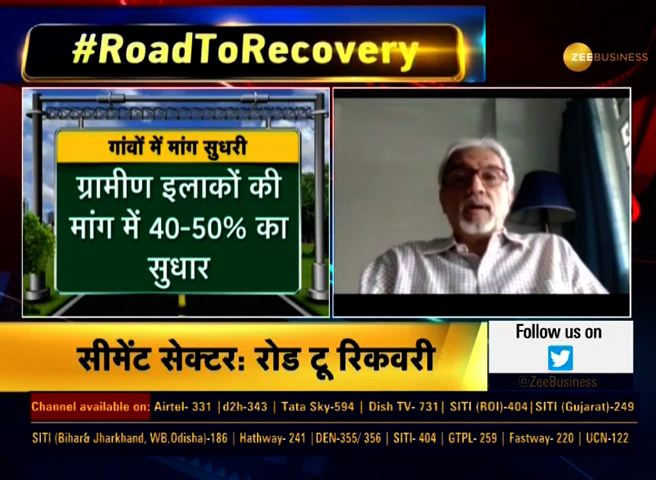 #RoadToRecovery
ZEEBUSINESS
गांवों में मांग सुधरी
ग्रामीण इलाकों की
मांग में 40-50% का
सुधार
सीमेंट सेक्टर: रोड टू रिकवरी
Follow us on
@ZeeBusiness
Channel available on: Airtel- 331 |d2h-343 | Tata Sky-594 | Dish TV- 731| SITI (ROI)-404|SITI (Gujarat)-249
SITI (Bihar& Jharkhand, WB,Odisha)-186 | Hathway- 241 |DEN-355/ 356 | SITI- 404 | GTPL- 259 | Fastway- 220 | UCN-122